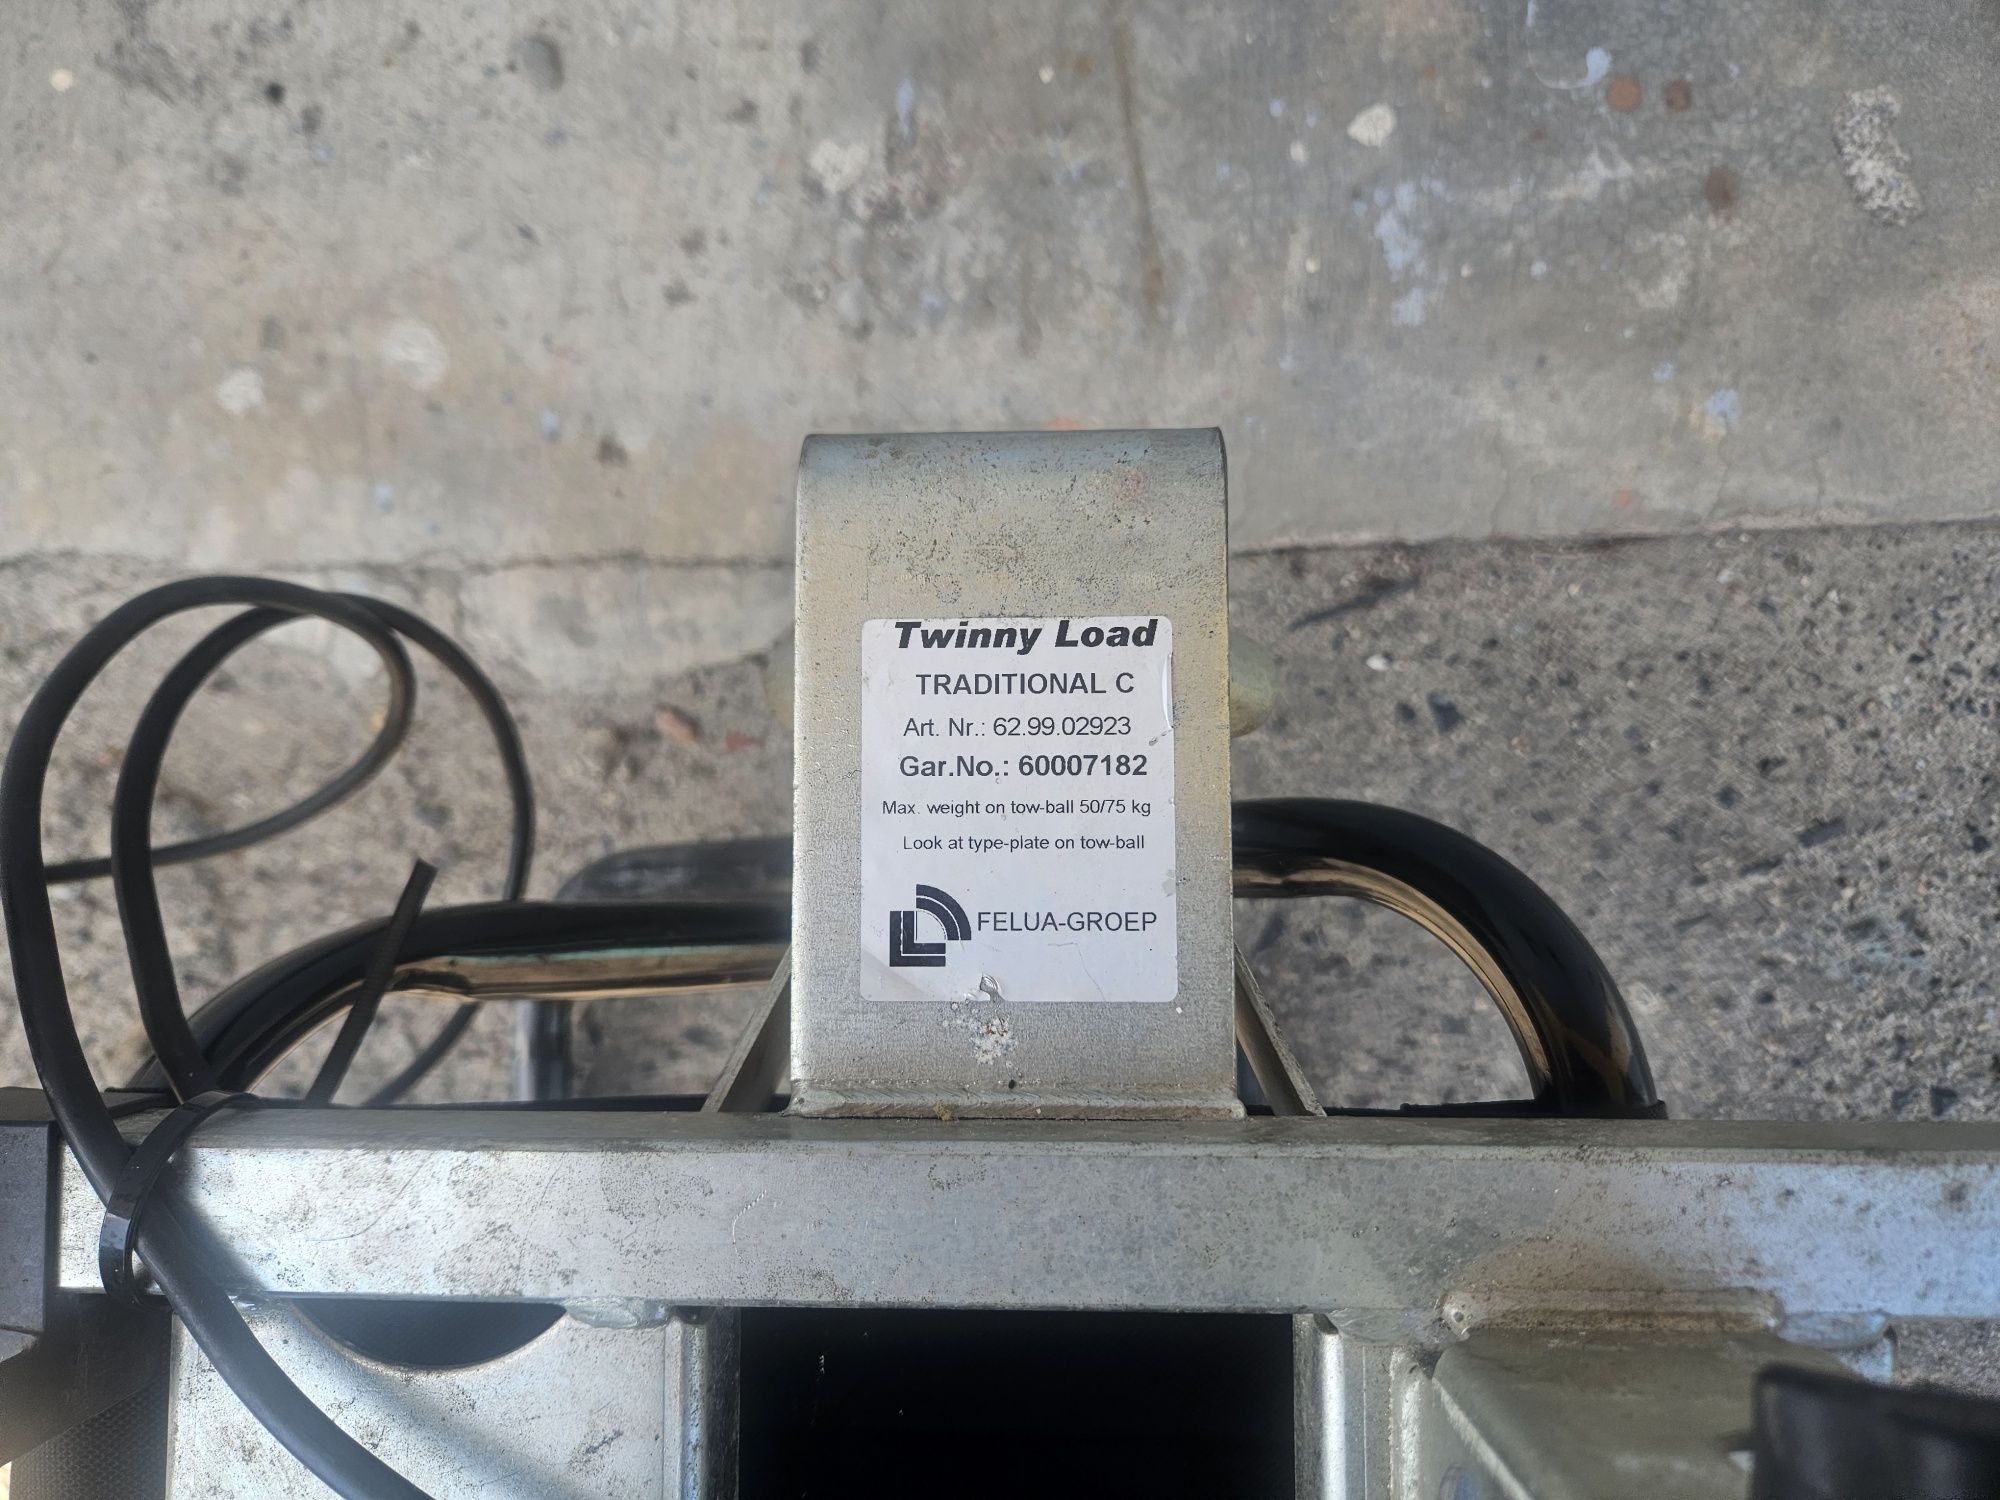 Twinny Load
TRADITIONAL C
Art. Nr.: 62.99.02923
Gar.No.: 60007182
Max. weight on tow-ball 50/75 kg
Look at type-plate on tow-ball
FELUA-GROEP